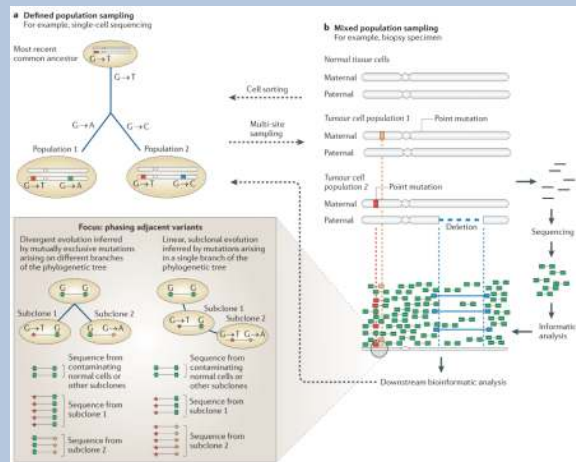 a Defined population sampling
For example, single-cell sequencing
Most recent
common ancestor
G→T
G→T
G→A
G→C
Population 1
Population 2
G→T
G→A
G→T
G→C
Cell sorting
Multi-site
sampling
b Mixed population sampling
For example, biopsy specimen
Normal tissue cells
Maternal
Paternal
Tumour cell population 1
Point mutation
Maternal
Paternal
Tumour cell
population 2
Point mutation
Maternal
Paternal
Deletion
Sequencing
Informatic
analysis
Downstream bioinformatic analysis
Focus: phasing adjacent variants
Divergent evolution inferred
by mutually exclusive mutations
arising on different branches
of the phylogenetic tree
Linear, subclonal evolution
inferred by mutations arising
in a single branch of the
phylogenetic tree
G G
Subclone 1
Subclone 2
G→T G
G G→A
G G
Subclone 1
Subclone 2
G→T G
G→T G→A
Sequence from
contaminating
normal cells or
other subclones
Sequence from
subclone 1
Sequence from
subclone 2
Sequence from
contaminating
normal cells or
other subclones
Sequence from
subclone 1
Sequence from
subclone 2